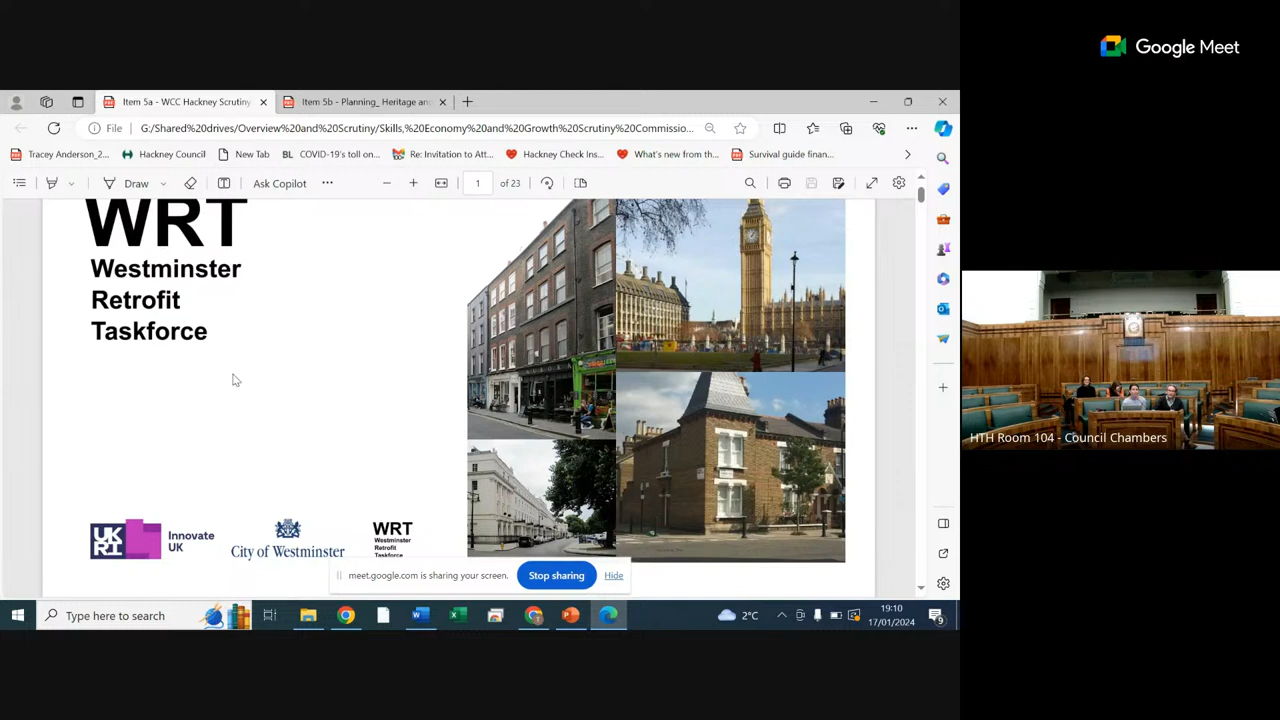 Google Meet
Item 5a - WCC Hackney Scrutiny
Item 5b - Planning_ Heritage an
File
G:/Shared%20drives/Overview%20and%20Scrutiny/Skills,%20Economy%20and%20Growth%20Scrutiny%20Commissio...
Tracey Anderson_2...
Hackney Council
New Tab
BL COVID-19's toll on...
Re: Invitation to Att...
Hackney Check Ins...
What's new from th...
Survival guide finan...
Draw
Ask Copilot
1 of 23
WRT
Westminster
Retrofit
Taskforce
UKRI
Innovate
UK
City of Westminster
WRT
Westminster
Retrofit
Taskforce
meet.google.com is sharing your screen.
Stop sharing
Hide
HTH Room 104 - Council Chambers
Type here to search
2°C
19:10
17/01/2024
9